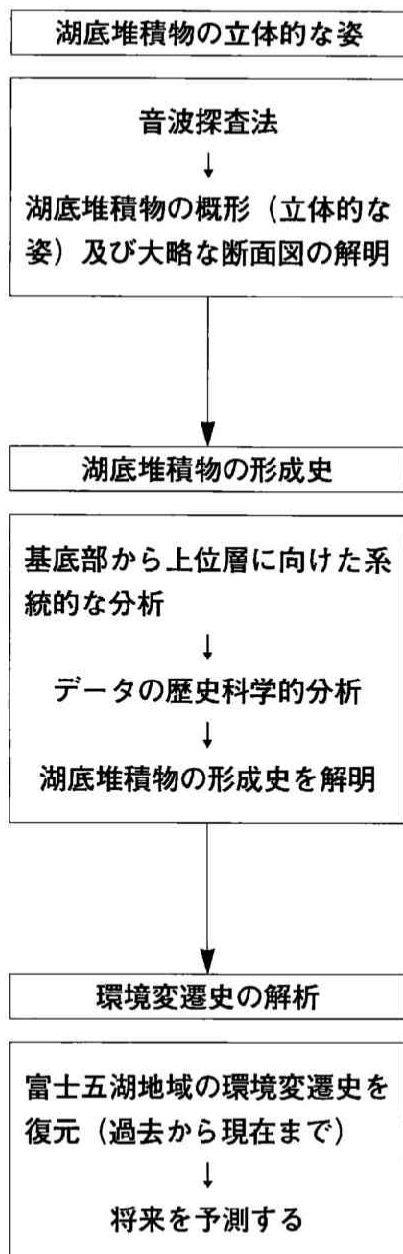 湖底堆積物の立体的な姿
音波探査法
↓
湖底堆積物の概形（立体的な
姿）及び大略な断面図の解明
湖底堆積物の形成史
基底部から上位層に向けた系
統的な分析
↓
データの歴史科学的分析
↓
湖底堆積物の形成史を解明
環境変遷史の解析
富士五湖地域の環境変遷史を
復元（過去から現在まで）
↓
将来を予測する